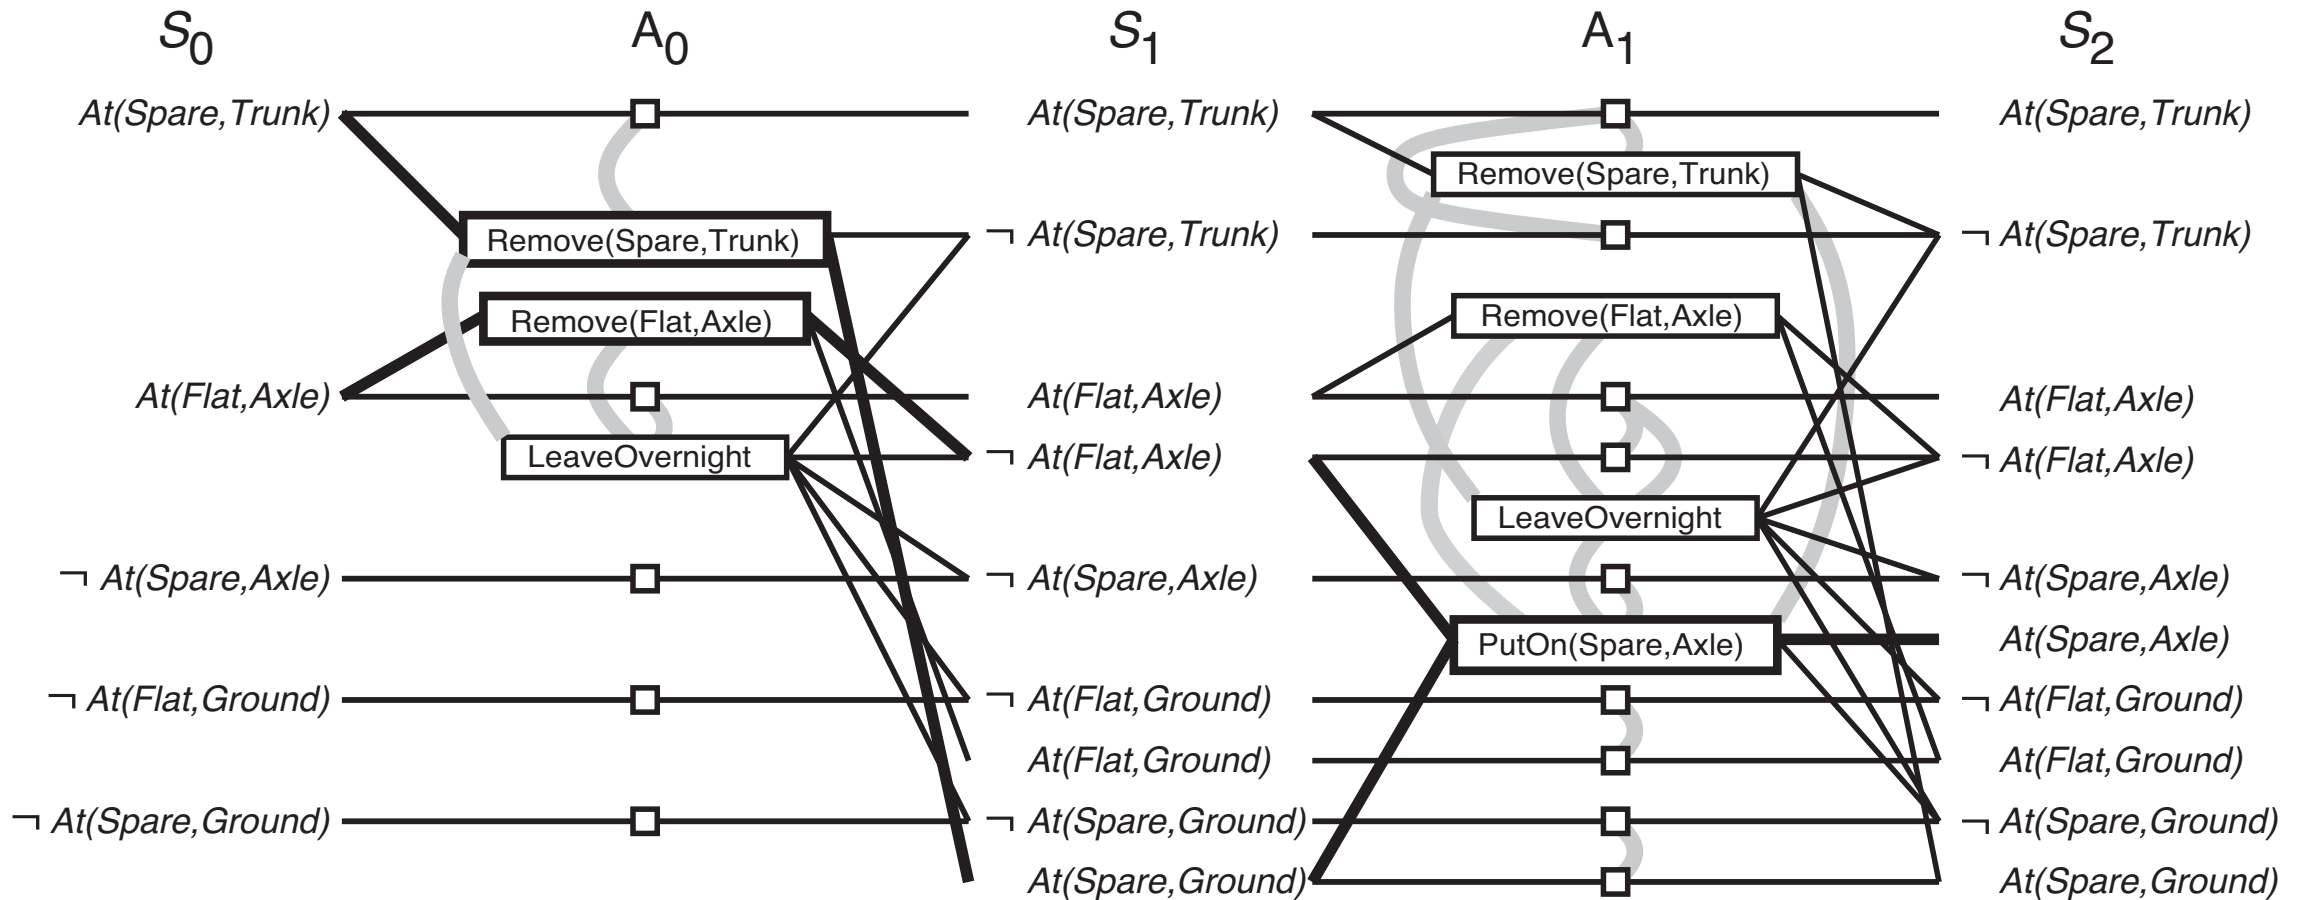 S0 A0 S1 A1 S2
At(Spare,Trunk) At(Spare,Trunk) At(Spare,Trunk)
Remove(Spare,Trunk)
Remove(Spare,Trunk) ¬ At(Spare,Trunk) ¬ At(Spare,Trunk)
Remove(Flat,Axle) Remove(Flat,Axle)
At(Flat,Axle) At(Flat,Axle) At(Flat,Axle)
LeaveOvernight ¬ At(Flat,Axle) ¬ At(Flat,Axle)
LeaveOvernight
¬ At(Spare,Axle) ¬ At(Spare,Axle) ¬ At(Spare,Axle)
PutOn(Spare,Axle) At(Spare,Axle)
¬ At(Flat,Ground) ¬ At(Flat,Ground) ¬ At(Flat,Ground)
At(Flat,Ground) At(Flat,Ground)
¬ At(Spare,Ground) ¬ At(Spare,Ground) ¬ At(Spare,Ground)
At(Spare,Ground) At(Spare,Ground)